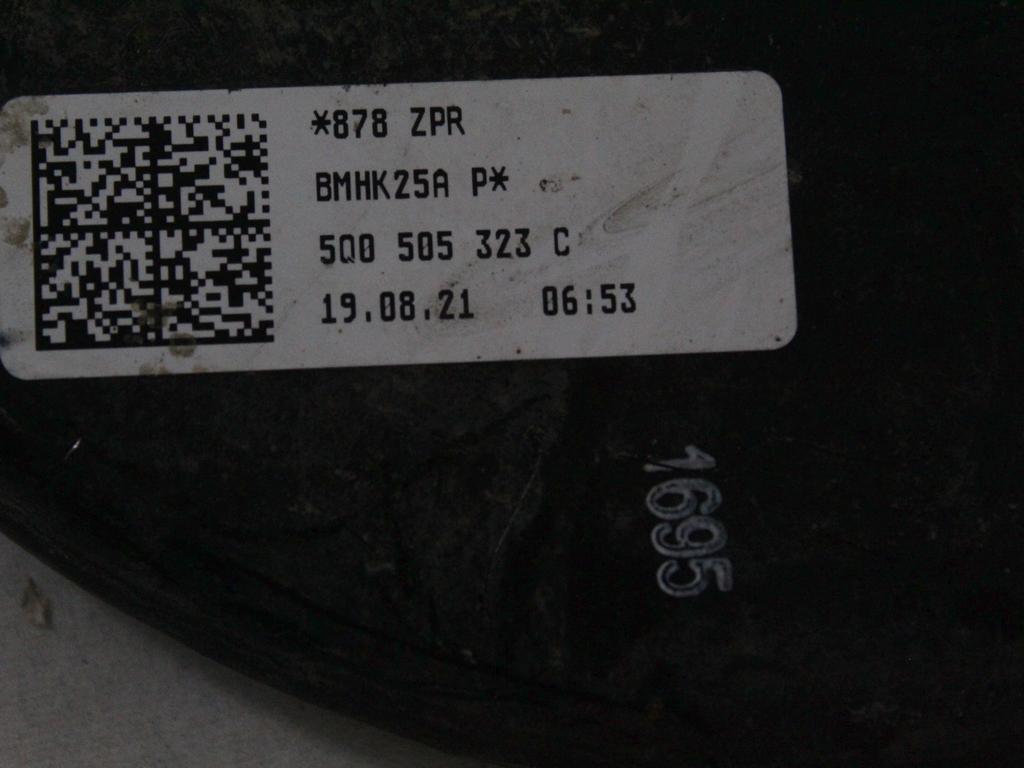 *878 ZPR
BMHK25A P*
5Q0 505 323 C
19.08.21 06:53
1695